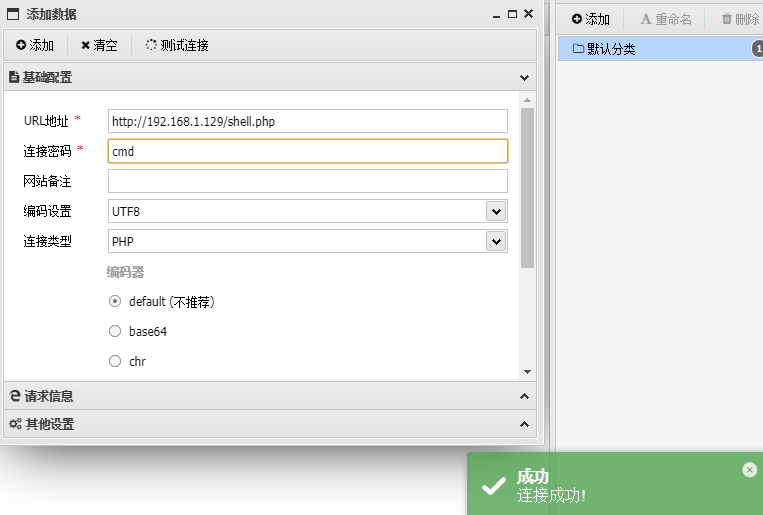 添加数据
添加 清空 测试连接
基础配置
URL地址 * http://192.168.1.129/shell.php
连接密码 * cmd
网站备注
编码设置 UTF8
连接类型 PHP
编码器
default (不推荐)
base64
chr
请求信息
其他设置
添加 重命名 删除
默认分类 1
成功
连接成功!